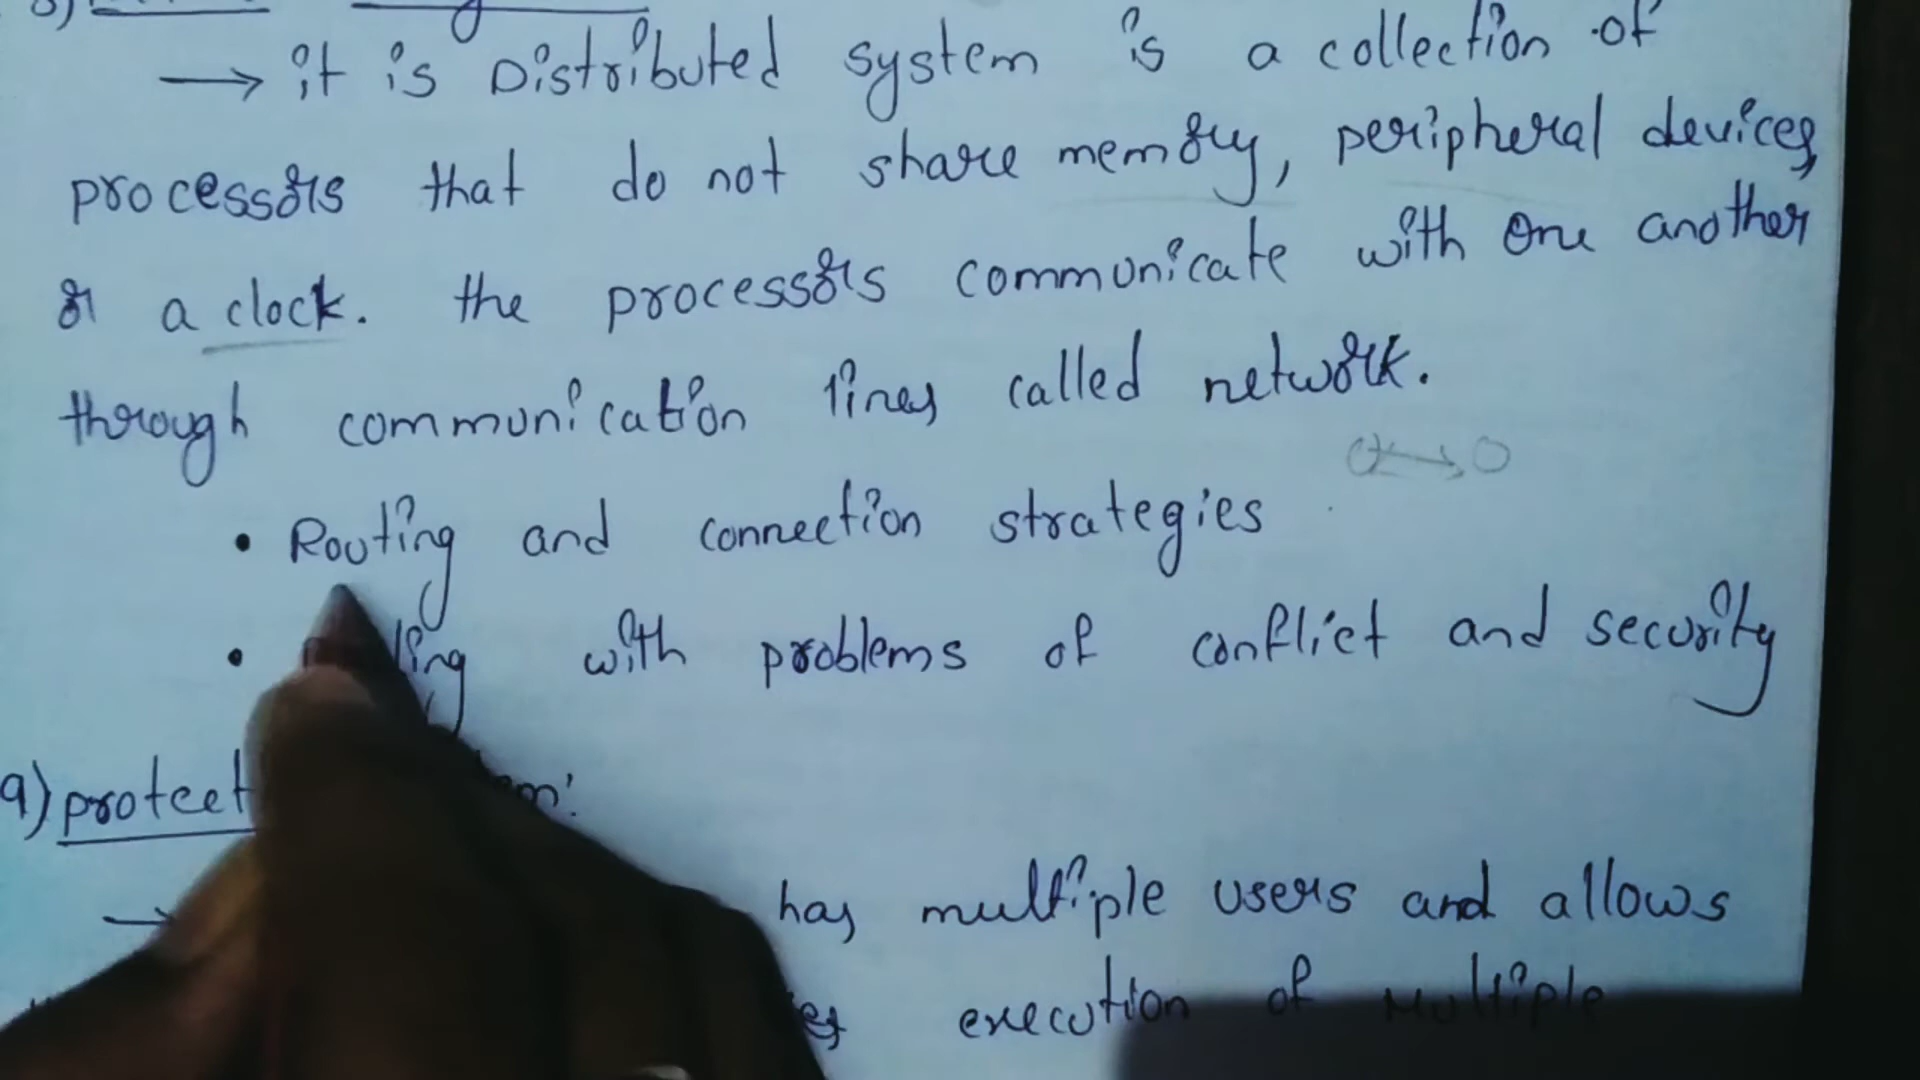 → it is Distributed system is a collection of
processors that do not share memory, peripheral devices
or a clock. the processors communicate with one another
through communication lines called network.
• Routing and connection strategies
• with problems of conflict and security
9) protect
→ has multiple users and allows
execution of multiple